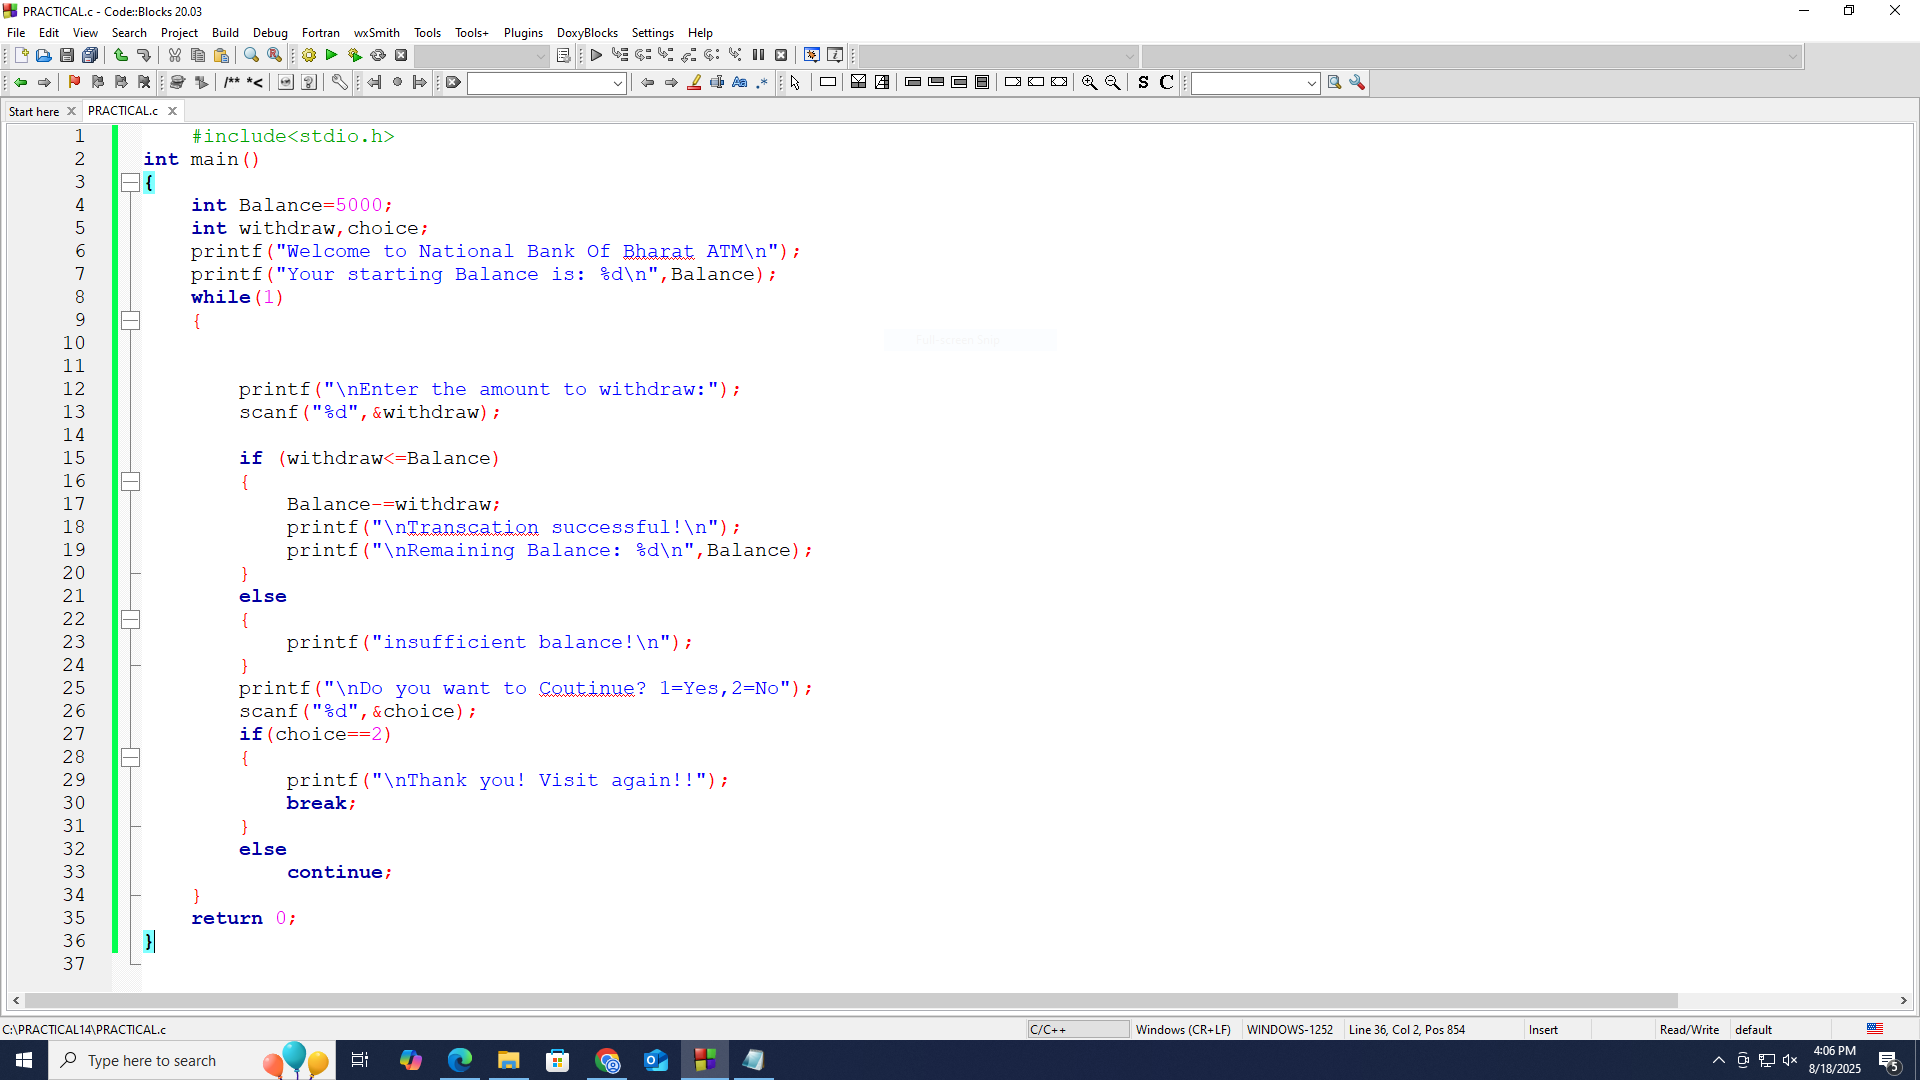 PRACTICAL.c - Code::Blocks 20.03
File Edit View Search Project Build Debug Fortran wxSmith Tools Tools+ Plugins DoxyBlocks Settings Help
/** *< Aa .* S C
Start here PRACTICAL.c
1 #include<stdio.h>
2 int main()
3 {
4 int Balance=5000;
5 int withdraw,choice;
6 printf("Welcome to National Bank Of Bharat ATM\n");
7 printf("Your starting Balance is: %d\n",Balance);
8 while(1)
9 {
10
11
12 printf("\nEnter the amount to withdraw:");
13 scanf("%d",&withdraw);
14
15 if (withdraw<=Balance)
16 {
17 Balance-=withdraw;
18 printf("\nTranscation successful!\n");
19 printf("\nRemaining Balance: %d\n",Balance);
20 }
21 else
22 {
23 printf("insufficient balance!\n");
24 }
25 printf("\nDo you want to Coutinue? 1=Yes,2=No");
26 scanf("%d",&choice);
27 if(choice==2)
28 {
29 printf("\nThank you! Visit again!!");
30 break;
31 }
32 else
33 continue;
34 }
35 return 0;
36 }
37
Full-screen Snip
C:\PRACTICAL14\PRACTICAL.c C/C++ Windows (CR+LF) WINDOWS-1252 Line 36, Col 2, Pos 854 Insert Read/Write default
Type here to search
4:06 PM
8/18/2025
5